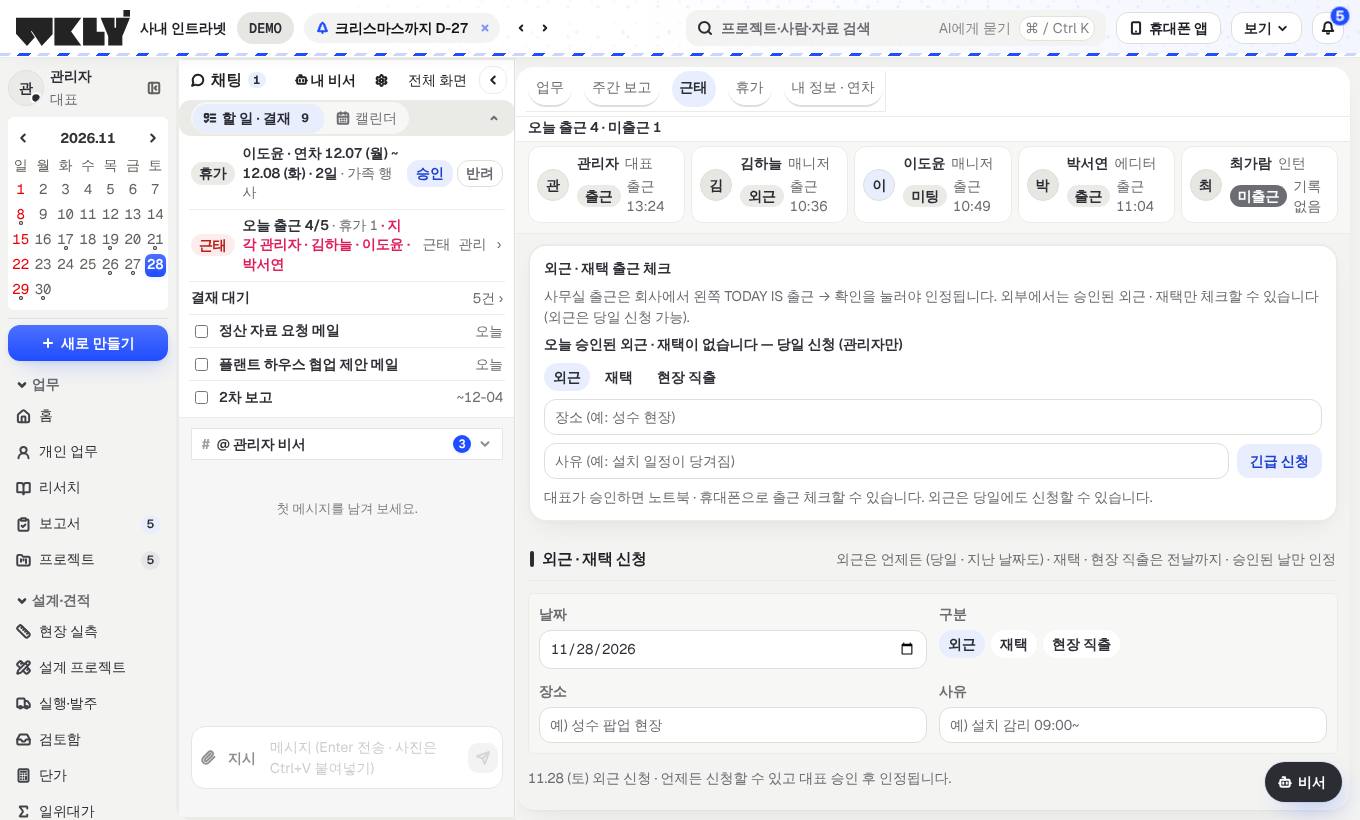 WKLY 사내 인트라넷 DEMO 크리스마스까지 D-27 × ‹ › 프로젝트·사람·자료 검색 AI에게 묻기 ⌘ / Ctrl K 휴대폰 앱 보기 5
관 관리자
대표
2026.11
일 월 화 수 목 금 토
1 2 3 4 5 6 7
8 9 10 11 12 13 14
15 16 17 18 19 20 21
22 23 24 25 26 27 28
29 30
+ 새로 만들기
업무
홈
개인 업무
리서치
보고서 5
프로젝트 5
설계·견적
현장 실측
설계 프로젝트
실행·발주
검토함
단가
일위대가
채팅 1 내 비서 전체 화면
할 일 · 결재 9 캘린더
휴가 이도윤 · 연차 12.07 (월) ~
12.08 (화) · 2일 · 가족 행
사
승인 반려
근태 오늘 출근 4/5 · 휴가 1 · 지
각 관리자 · 김하늘 · 이도윤 ·
박서연
근태 관리 ›
결재 대기 5건 ›
정산 자료 요청 메일 오늘
플랜트 하우스 협업 제안 메일 오늘
2차 보고 ~12-04
# @ 관리자 비서 3
첫 메시지를 남겨 보세요.
지시 메시지 (Enter 전송 · 사진은
Ctrl+V 붙여넣기)
업무 주간 보고 근태 휴가 내 정보 · 연차
오늘 출근 4 · 미출근 1
관 관리자 대표
출근 출근
13:24
김 김하늘 매니저
외근 출근
10:36
이 이도윤 매니저
미팅 출근
10:49
박 박서연 에디터
출근 출근
11:04
최 최가람 인턴
미출근 기록
없음
외근 · 재택 출근 체크
사무실 출근은 회사에서 왼쪽 TODAY IS 출근 → 확인을 눌러야 인정됩니다. 외부에서는 승인된 외근 · 재택만 체크할 수 있습니다
(외근은 당일 신청 가능).
오늘 승인된 외근 · 재택이 없습니다 — 당일 신청 (관리자만)
외근 재택 현장 직출
장소 (예: 성수 현장)
사유 (예: 설치 일정이 당겨짐) 긴급 신청
대표가 승인하면 노트북 · 휴대폰으로 출근 체크할 수 있습니다. 외근은 당일에도 신청할 수 있습니다.
외근 · 재택 신청 외근은 언제든 (당일 · 지난 날짜도) · 재택 · 현장 직출은 전날까지 · 승인된 날만 인정
날짜 구분
11/28/2026 외근 재택 현장 직출
장소 사유
예) 성수 팝업 현장 예) 설치 감리 09:00~
11.28 (토) 외근 신청 · 언제든 신청할 수 있고 대표 승인 후 인정됩니다.
비서